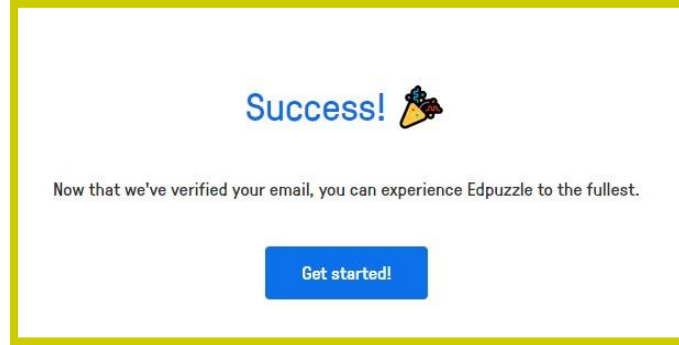 Success! 🎉
Now that we've verified your email, you can experience Edpuzzle to the fullest.
Get started!